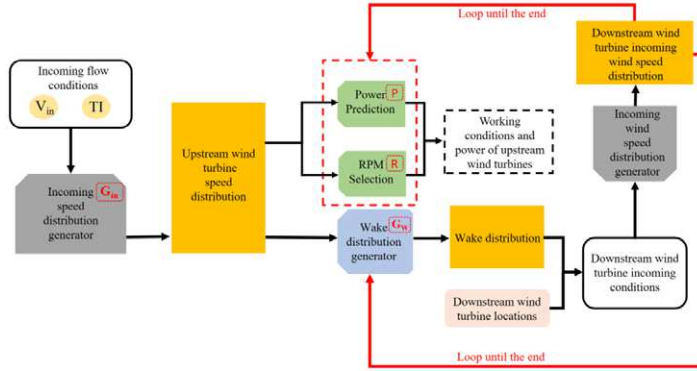 Loop until the end
Downstream wind
turbine incoming
wind speed
distribution
Incoming flow
conditions
V_in
TI
Power
Prediction
P
RPM
Selection
R
Working
conditions and
power of upstream
wind turbines
Incoming
wind
speed
distribution
generator
Upstream wind
turbine
speed
distribution
Incoming
speed
distribution
generator
G_in
Wake
distribution
generator
G_W
Wake distribution
Downstream wind
turbine locations
Downstream wind
turbine incoming
conditions
Loop until the end